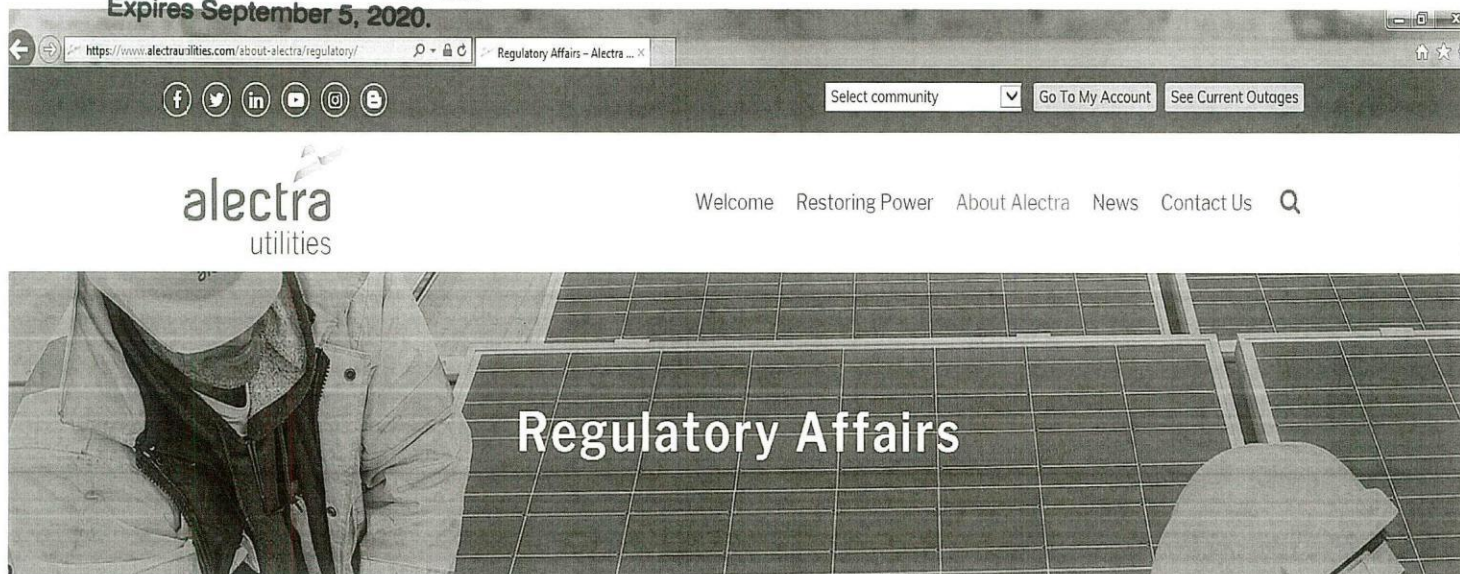 Expires September 5, 2020.
https://www.alectrautilities.com/about-alectra/regulatory/
Regulatory Affairs – Alectra ...
Select community
Go To My Account
See Current Outages
alectra
utilities
Welcome Restoring Power About Alectra News Contact Us
Regulatory Affairs